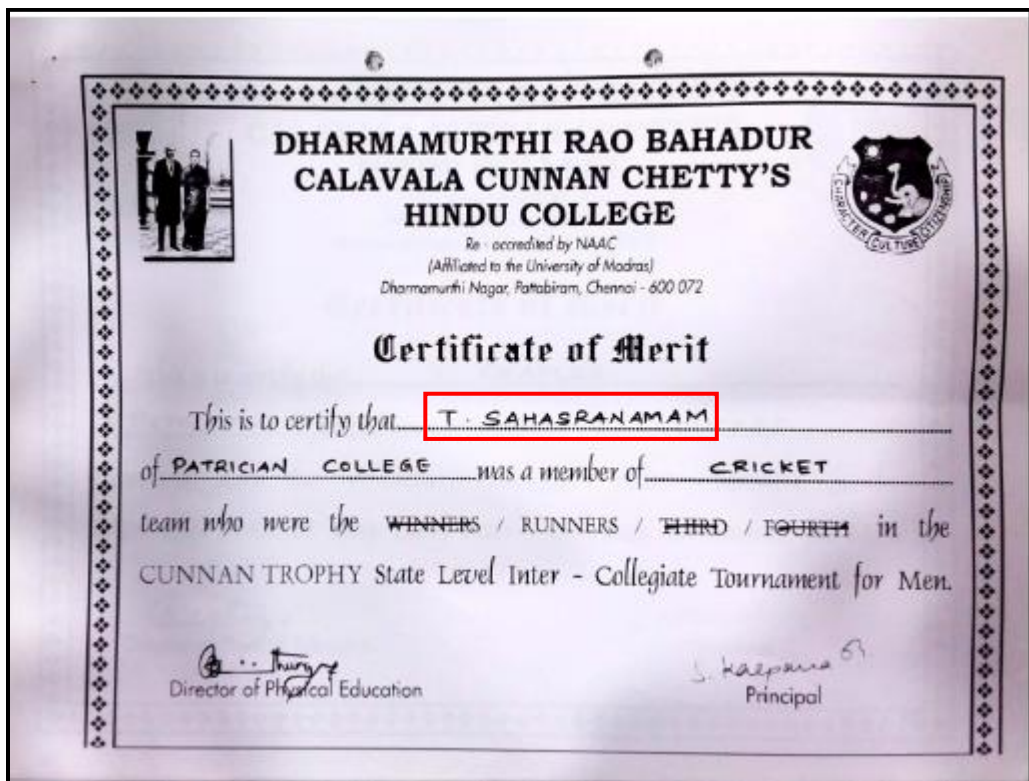 DHARMAMURTHI RAO BAHADUR
CALAVALA CUNNAN CHETTY'S
HINDU COLLEGE
Re - accredited by NAAC
(Affiliated to the University of Madras)
Dharmamurthi Nagar, Pattabiram, Chennai - 600 072
CHARACTER CULTURE CITIZENSHIP
Certificate of Merit
This is to certify that T. SAHASRANAMAM
of PATRICIAN COLLEGE was a member of CRICKET
team who were the WINNERS / RUNNERS / THIRD / FOURTH in the
CUNNAN TROPHY State Level Inter - Collegiate Tournament for Men.
Director of Physical Education
Principal